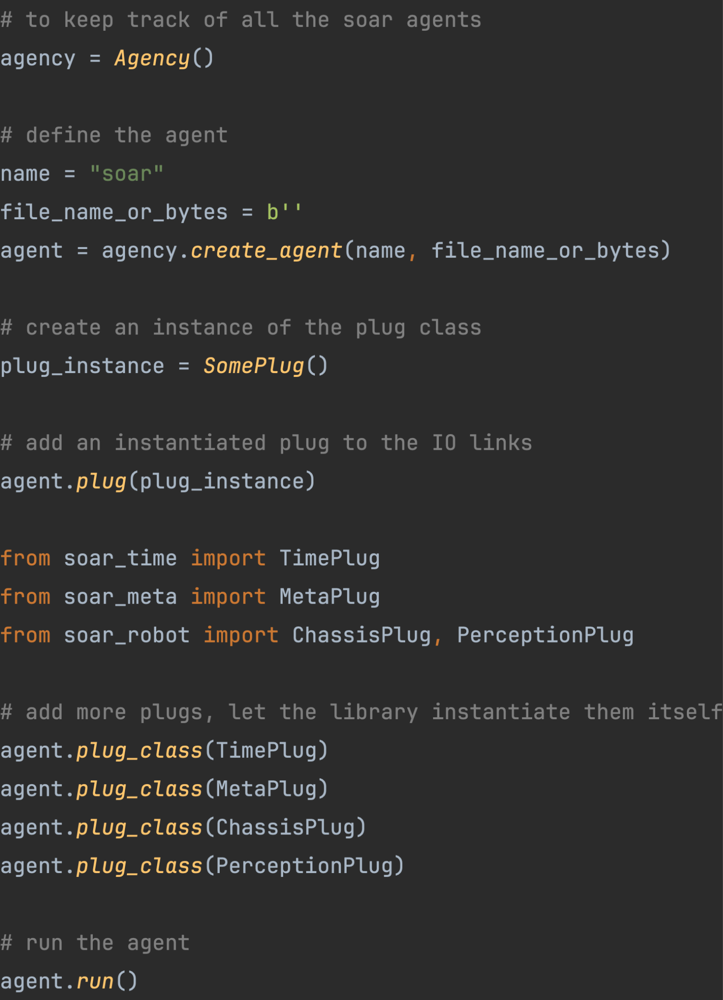 # to keep track of all the soar agents
agency = Agency()
# define the agent
name = "soar"
file_name_or_bytes = b''
agent = agency.create_agent(name, file_name_or_bytes)
# create an instance of the plug class
plug_instance = SomePlug()
# add an instantiated plug to the IO links
agent.plug(plug_instance)
from soar_time import TimePlug
from soar_meta import MetaPlug
from soar_robot import ChassisPlug, PerceptionPlug
# add more plugs, let the library instantiate them itself
agent.plug_class(TimePlug)
agent.plug_class(MetaPlug)
agent.plug_class(ChassisPlug)
agent.plug_class(PerceptionPlug)
# run the agent
agent.run()